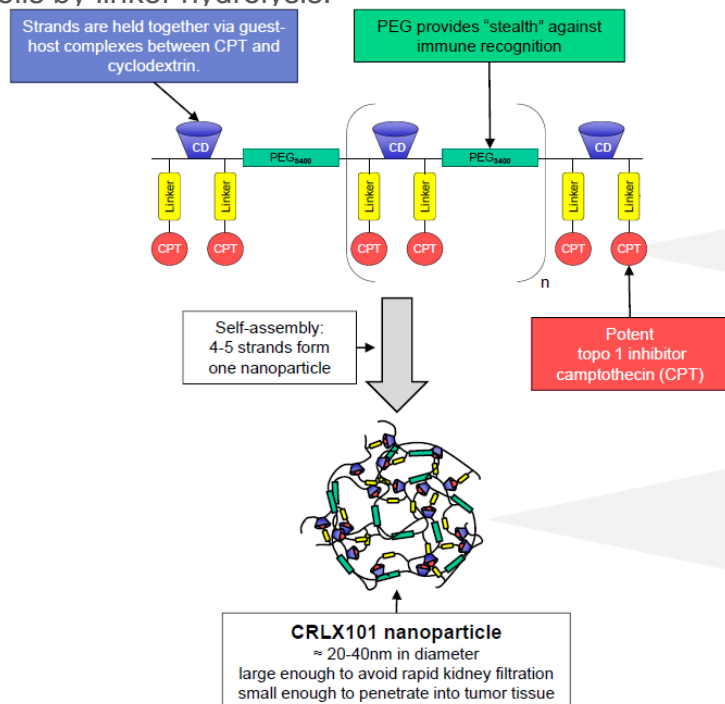 by linker hydrolysis.
Strands are held together via guest-
host complexes between CPT and
cyclodextrin.
PEG provides "stealth" against
immune recognition
CD
PEG3400
CD
PEG3400
CD
Linker
Linker
Linker
Linker
Linker
Linker
CPT
CPT
CPT
CPT
CPT
CPT
n
Self-assembly:
4-5 strands form
one nanoparticle
Potent
topo 1 inhibitor
camptothecin (CPT)
CRLX101 nanoparticle
≈ 20-40nm in diameter
large enough to avoid rapid kidney filtration
small enough to penetrate into tumor tissue